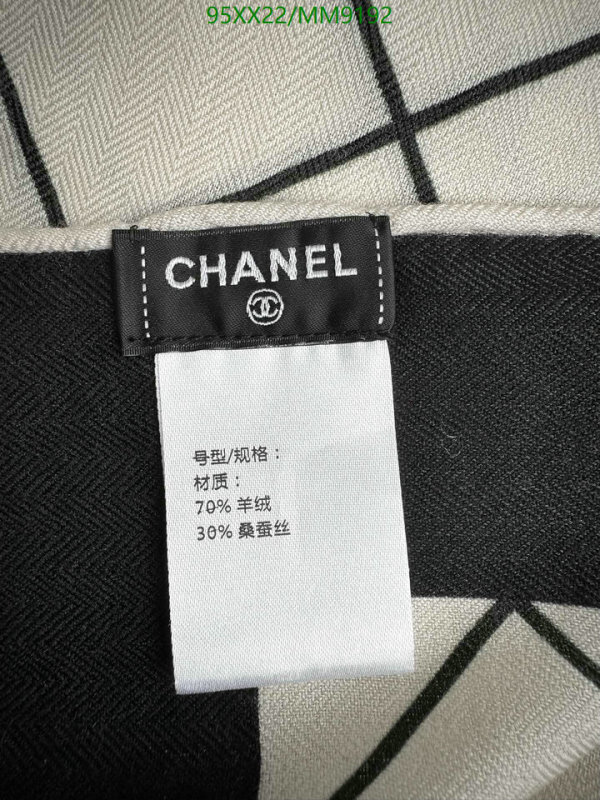 95XX22/MM9192
CHANEL
号型/规格：
材质：
70% 羊绒
30% 桑蚕丝